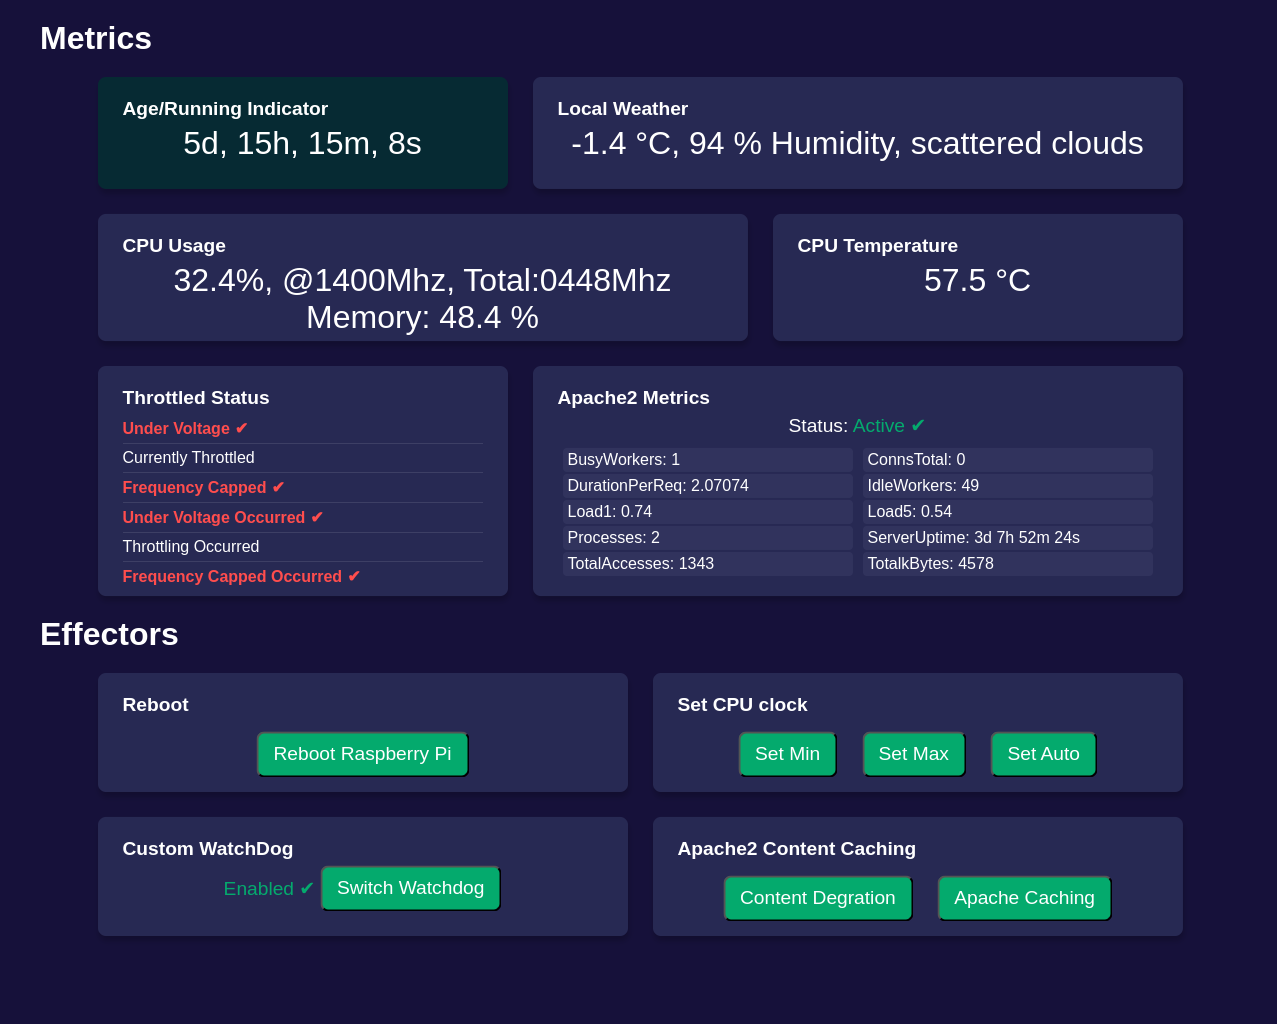 Metrics
Age/Running Indicator
5d, 15h, 15m, 8s
Local Weather
-1.4 °C, 94 % Humidity, scattered clouds
CPU Usage
32.4%, @1400Mhz, Total:0448Mhz
Memory: 48.4 %
CPU Temperature
57.5 °C
Throttled Status
Under Voltage ✔
Currently Throttled
Frequency Capped ✔
Under Voltage Occurred ✔
Throttling Occurred
Frequency Capped Occurred ✔
Apache2 Metrics
Status: Active ✔
BusyWorkers: 1
ConnsTotal: 0
DurationPerReq: 2.07074
IdleWorkers: 49
Load1: 0.74
Load5: 0.54
Processes: 2
ServerUptime: 3d 7h 52m 24s
TotalAccesses: 1343
TotalkBytes: 4578
Effectors
Reboot
Reboot Raspberry Pi
Set CPU clock
Set Min
Set Max
Set Auto
Custom WatchDog
Enabled ✔ Switch Watchdog
Apache2 Content Caching
Content Degration
Apache Caching